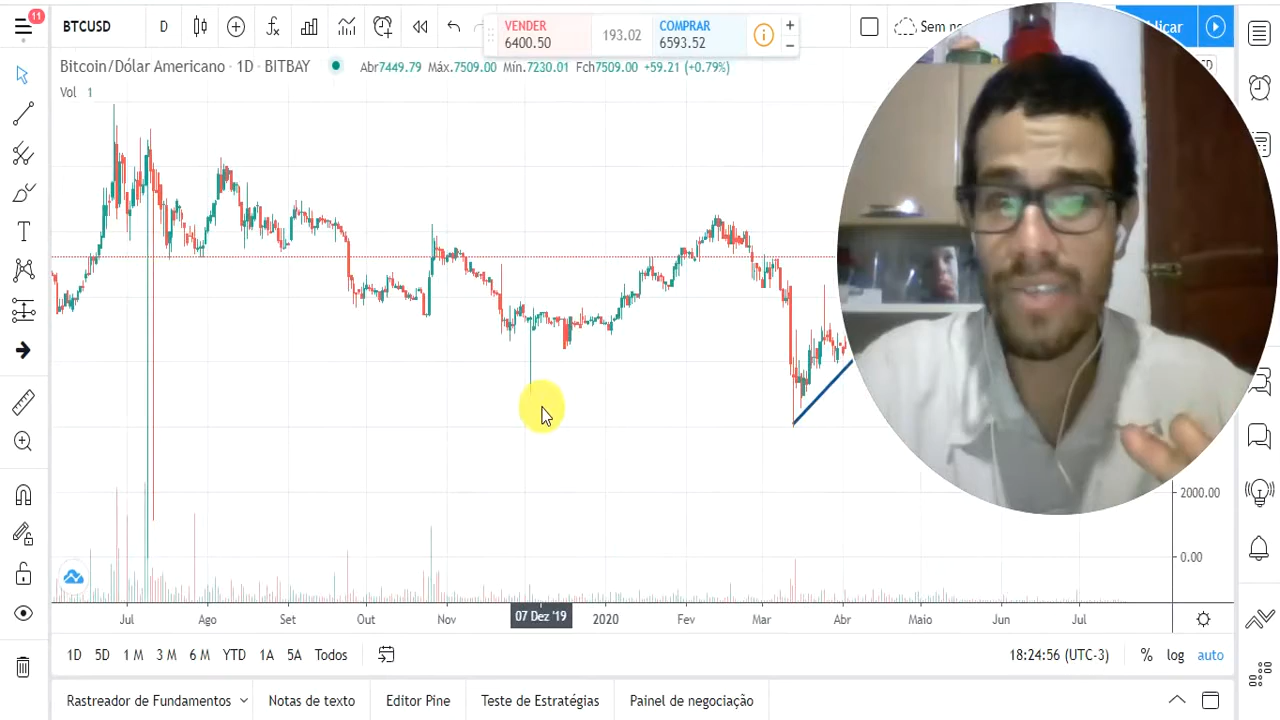 11
BTCUSD
D
VENDER
6400.50
193.02
COMPRAR
6593.52
Sem
Bitcoin/Dólar Americano · 1D · BITBAY
Abr7449.79 Máx.7509.00 Mín.7230.01 Fch7509.00 +59.21 (+0.79%)
Vol 1
2000.00
0.00
07 Dez '19
Jul Ago Set Out Nov 2020 Fev Mar Abr Maio Jun Jul
1D 5D 1 M 3 M 6 M YTD 1A 5A Todos
18:24:56 (UTC-3) % log auto
Rastreador de Fundamentos Notas de texto Editor Pine Teste de Estratégias Painel de negociação